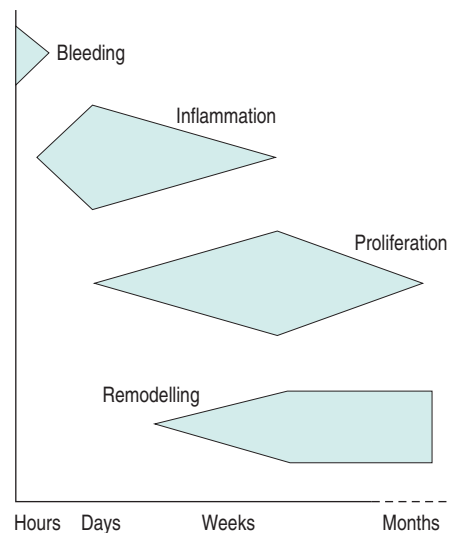 Bleeding
Inflammation
Proliferation
Remodelling
Hours Days Weeks Months